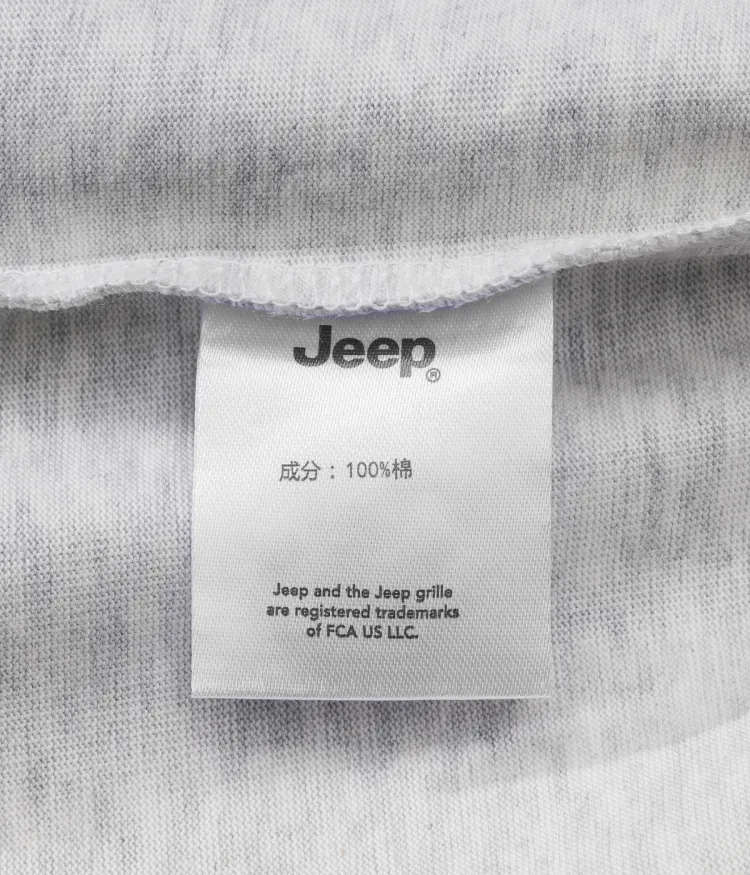 Jeep®
成分：100%棉
Jeep and the Jeep grille
are registered trademarks
of FCA US LLC.